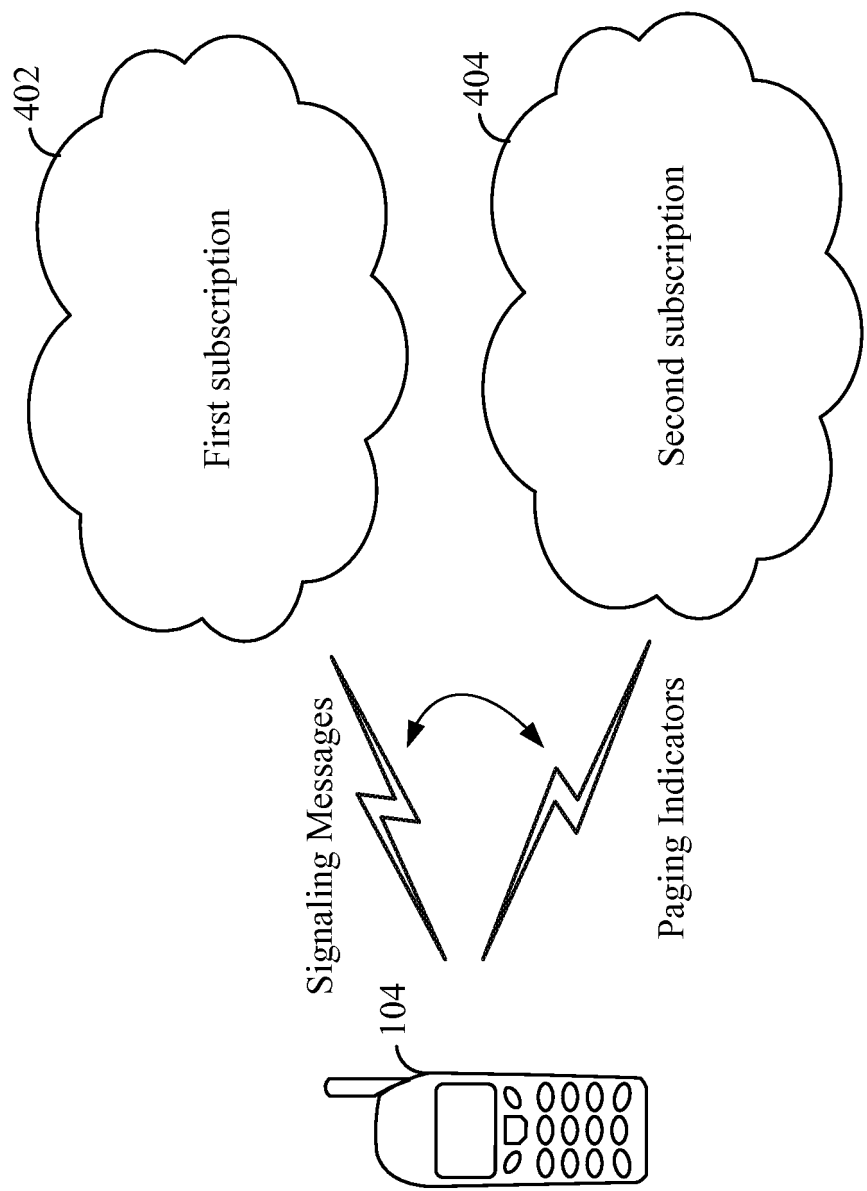 402
First subscription
Signaling Messages
104
404
Second subscription
Paging Indicators